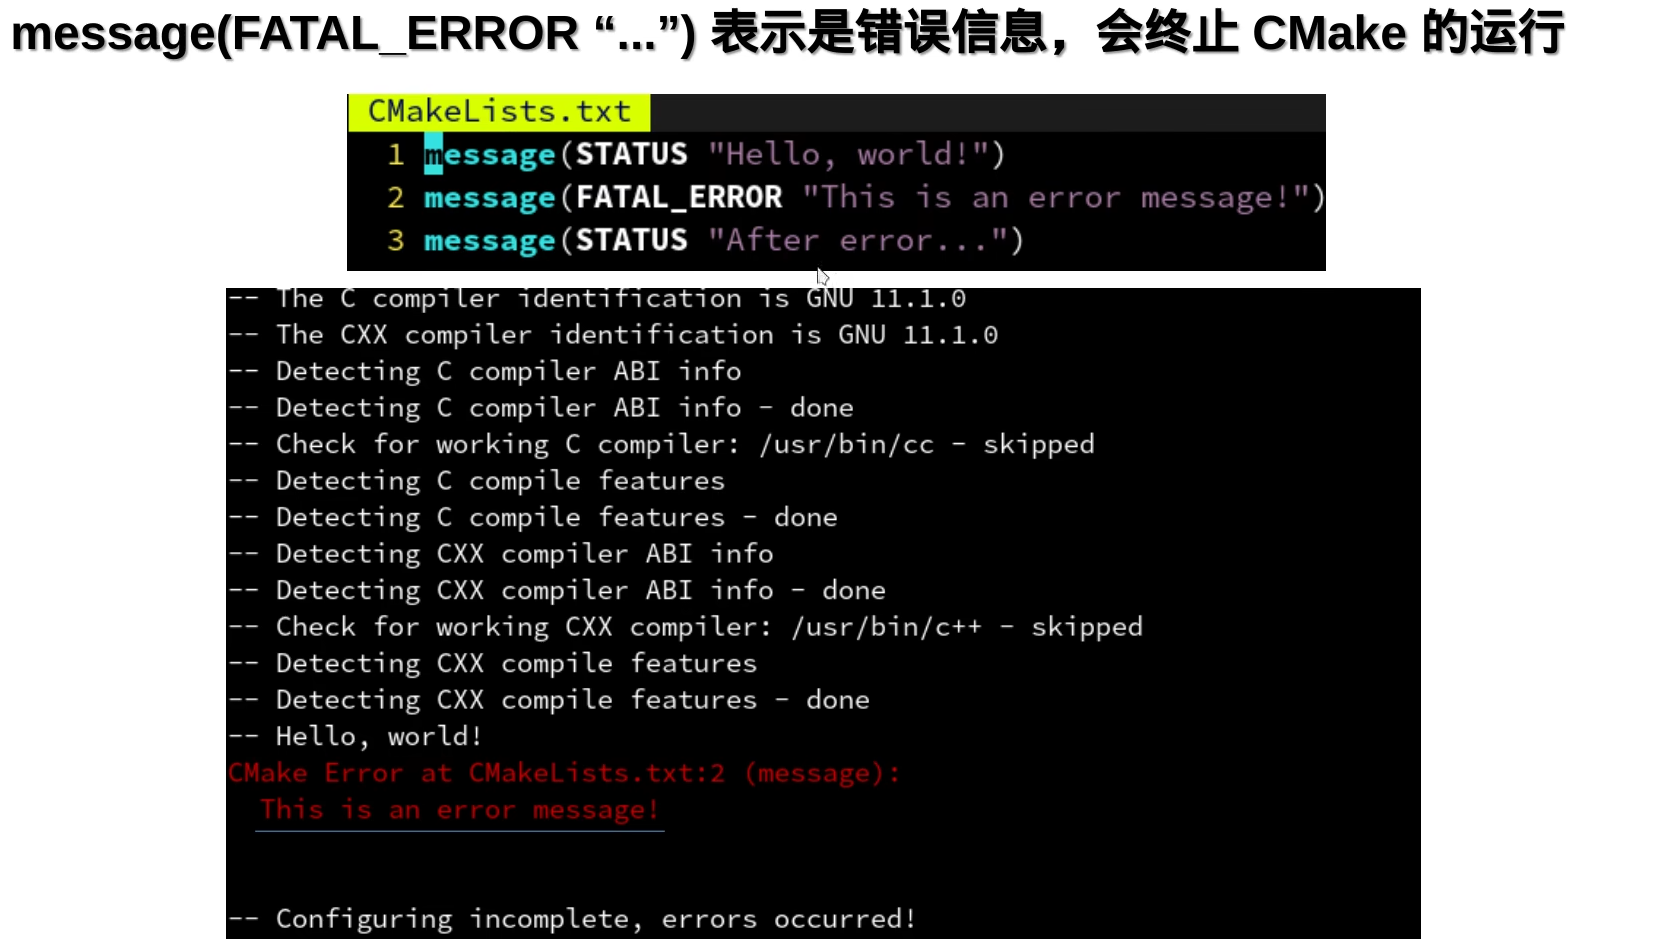 message(FATAL_ERROR “...”) 表示是错误信息，会终止 CMake 的运行
CMakeLists.txt
1 message(STATUS "Hello, world!")
2 message(FATAL_ERROR "This is an error message!")
3 message(STATUS "After error...")
-- The C compiler identification is GNU 11.1.0
-- The CXX compiler identification is GNU 11.1.0
-- Detecting C compiler ABI info
-- Detecting C compiler ABI info - done
-- Check for working C compiler: /usr/bin/cc - skipped
-- Detecting C compile features
-- Detecting C compile features - done
-- Detecting CXX compiler ABI info
-- Detecting CXX compiler ABI info - done
-- Check for working CXX compiler: /usr/bin/c++ - skipped
-- Detecting CXX compile features
-- Detecting CXX compile features - done
-- Hello, world!
CMake Error at CMakeLists.txt:2 (message):
This is an error message!
-- Configuring incomplete, errors occurred!